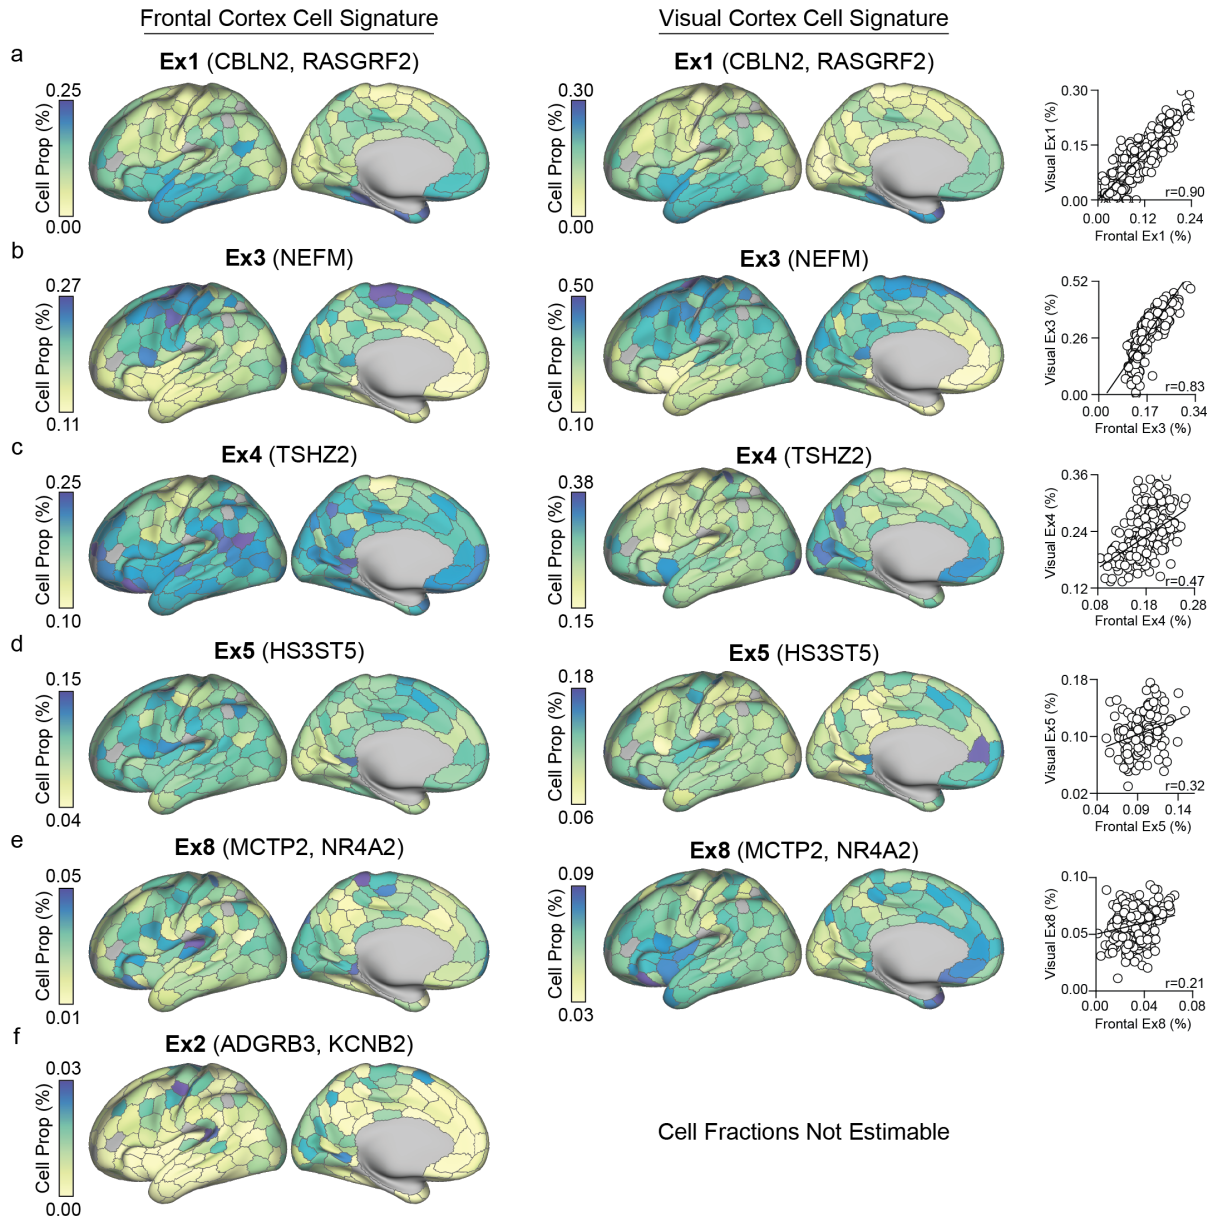 Frontal Cortex Cell Signature
Visual Cortex Cell Signature
a
Ex1 (CBLN2, RASGRF2)
Ex1 (CBLN2, RASGRF2)
0.25
Cell Prop (%)
0.00
0.30
Cell Prop (%)
0.00
0.30
0.15
0.00
Visual Ex1 (%)
r=0.90
0.00 0.12 0.24
Frontal Ex1 (%)
b
Ex3 (NEFM)
Ex3 (NEFM)
0.27
Cell Prop (%)
0.11
0.50
Cell Prop (%)
0.10
0.52
0.26
0.00
Visual Ex3 (%)
r=0.83
0.00 0.17 0.34
Frontal Ex3 (%)
c
Ex4 (TSHZ2)
Ex4 (TSHZ2)
0.25
Cell Prop (%)
0.10
0.38
Cell Prop (%)
0.15
0.36
0.24
0.12
Visual Ex4 (%)
r=0.47
0.08 0.18 0.28
Frontal Ex4 (%)
d
Ex5 (HS3ST5)
Ex5 (HS3ST5)
0.15
Cell Prop (%)
0.04
0.18
Cell Prop (%)
0.06
0.18
0.10
0.02
Visual Ex5 (%)
r=0.32
0.04 0.09 0.14
Frontal Ex5 (%)
e
Ex8 (MCTP2, NR4A2)
Ex8 (MCTP2, NR4A2)
0.05
Cell Prop (%)
0.01
0.09
Cell Prop (%)
0.03
0.10
0.05
0.00
Visual Ex8 (%)
r=0.21
0.00 0.04 0.08
Frontal Ex8 (%)
f
Ex2 (ADGRB3, KCNB2)
0.03
Cell Prop (%)
0.00
Cell Fractions Not Estimable